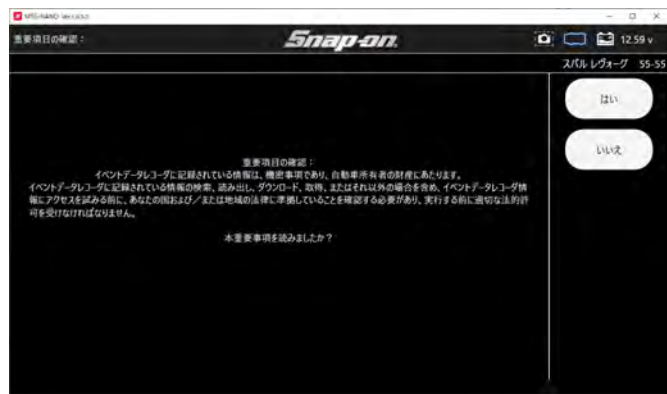 重要項目の確認：
Snap-on
12.59 v
スバル レヴォーグ 55-55
はい
いいえ
重要項目の確認：
イベントデータレコーダに記録されている情報は、機密事項であり、自動車所有者の財産にあたります。
イベントデータレコーダに記録されている情報の検索、読み出し、ダウンロード、取得、またはそれ以外の場合を含め、イベントデータレコーダ情
報にアクセスを試みる前に、あなたの国および／または地域の法律に準拠していることを確認する必要があり、実行する前に適切な法的許
可を受けなければなりません。
本重要事項を読みましたか？